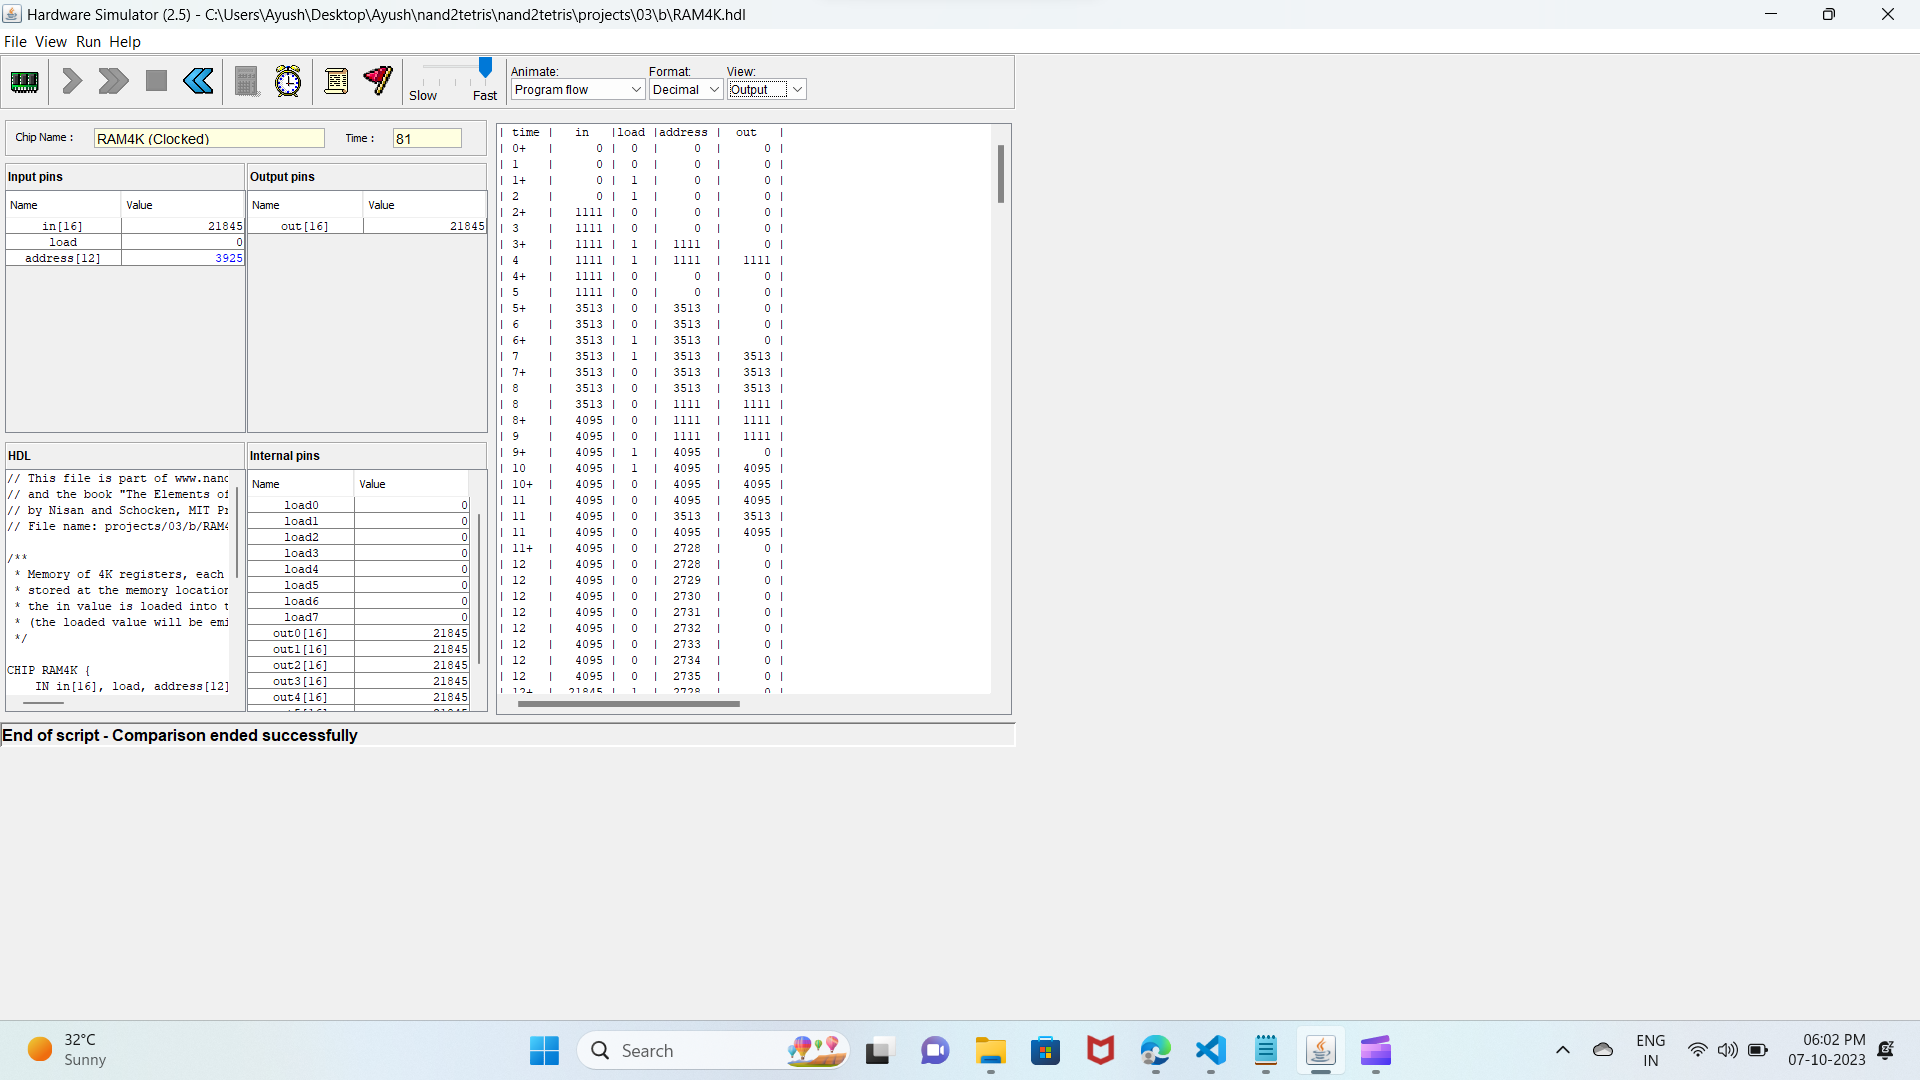 Hardware Simulator (2.5) - C:\Users\Ayush\Desktop\Ayush\nand2tetris\nand2tetris\projects\03\b\RAM4K.hdl
File View Run Help
Slow Fast
Animate: Format: View:
Program flow Decimal Output
Chip Name : RAM4K (Clocked) Time : 81
Input pins
Name Value
in[16] 21845
load 0
address[12] 3925
Output pins
Name Value
out[16] 21845
HDL
// This file is part of www.nand
// and the book "The Elements of
// by Nisan and Schocken, MIT Pr
// File name: projects/03/b/RAM4
/**
* Memory of 4K registers, each
* stored at the memory location
* the in value is loaded into t
* (the loaded value will be emi
*/
CHIP RAM4K {
IN in[16], load, address[12]
Internal pins
Name Value
load0 0
load1 0
load2 0
load3 0
load4 0
load5 0
load6 0
load7 0
out0[16] 21845
out1[16] 21845
out2[16] 21845
out3[16] 21845
out4[16] 21845
| time | in |load |address | out |
| 0+ | 0 | 0 | 0 | 0 |
| 1 | 0 | 0 | 0 | 0 |
| 1+ | 0 | 1 | 0 | 0 |
| 2 | 0 | 1 | 0 | 0 |
| 2+ | 1111 | 0 | 0 | 0 |
| 3 | 1111 | 0 | 0 | 0 |
| 3+ | 1111 | 1 | 1111 | 0 |
| 4 | 1111 | 1 | 1111 | 1111 |
| 4+ | 1111 | 0 | 0 | 0 |
| 5 | 1111 | 0 | 0 | 0 |
| 5+ | 3513 | 0 | 3513 | 0 |
| 6 | 3513 | 0 | 3513 | 0 |
| 6+ | 3513 | 1 | 3513 | 0 |
| 7 | 3513 | 1 | 3513 | 3513 |
| 7+ | 3513 | 0 | 3513 | 3513 |
| 8 | 3513 | 0 | 3513 | 3513 |
| 8 | 3513 | 0 | 1111 | 1111 |
| 8+ | 4095 | 0 | 1111 | 1111 |
| 9 | 4095 | 0 | 1111 | 1111 |
| 9+ | 4095 | 1 | 4095 | 0 |
| 10 | 4095 | 1 | 4095 | 4095 |
| 10+ | 4095 | 0 | 4095 | 4095 |
| 11 | 4095 | 0 | 4095 | 4095 |
| 11 | 4095 | 0 | 3513 | 3513 |
| 11 | 4095 | 0 | 4095 | 4095 |
| 11+ | 4095 | 0 | 2728 | 0 |
| 12 | 4095 | 0 | 2728 | 0 |
| 12 | 4095 | 0 | 2729 | 0 |
| 12 | 4095 | 0 | 2730 | 0 |
| 12 | 4095 | 0 | 2731 | 0 |
| 12 | 4095 | 0 | 2732 | 0 |
| 12 | 4095 | 0 | 2733 | 0 |
| 12 | 4095 | 0 | 2734 | 0 |
| 12 | 4095 | 0 | 2735 | 0 |
| 12+ | 21845 | 1 | 2728 | 0 |
End of script - Comparison ended successfully
32°C
Sunny
Search
ENG
IN
06:02 PM
07-10-2023